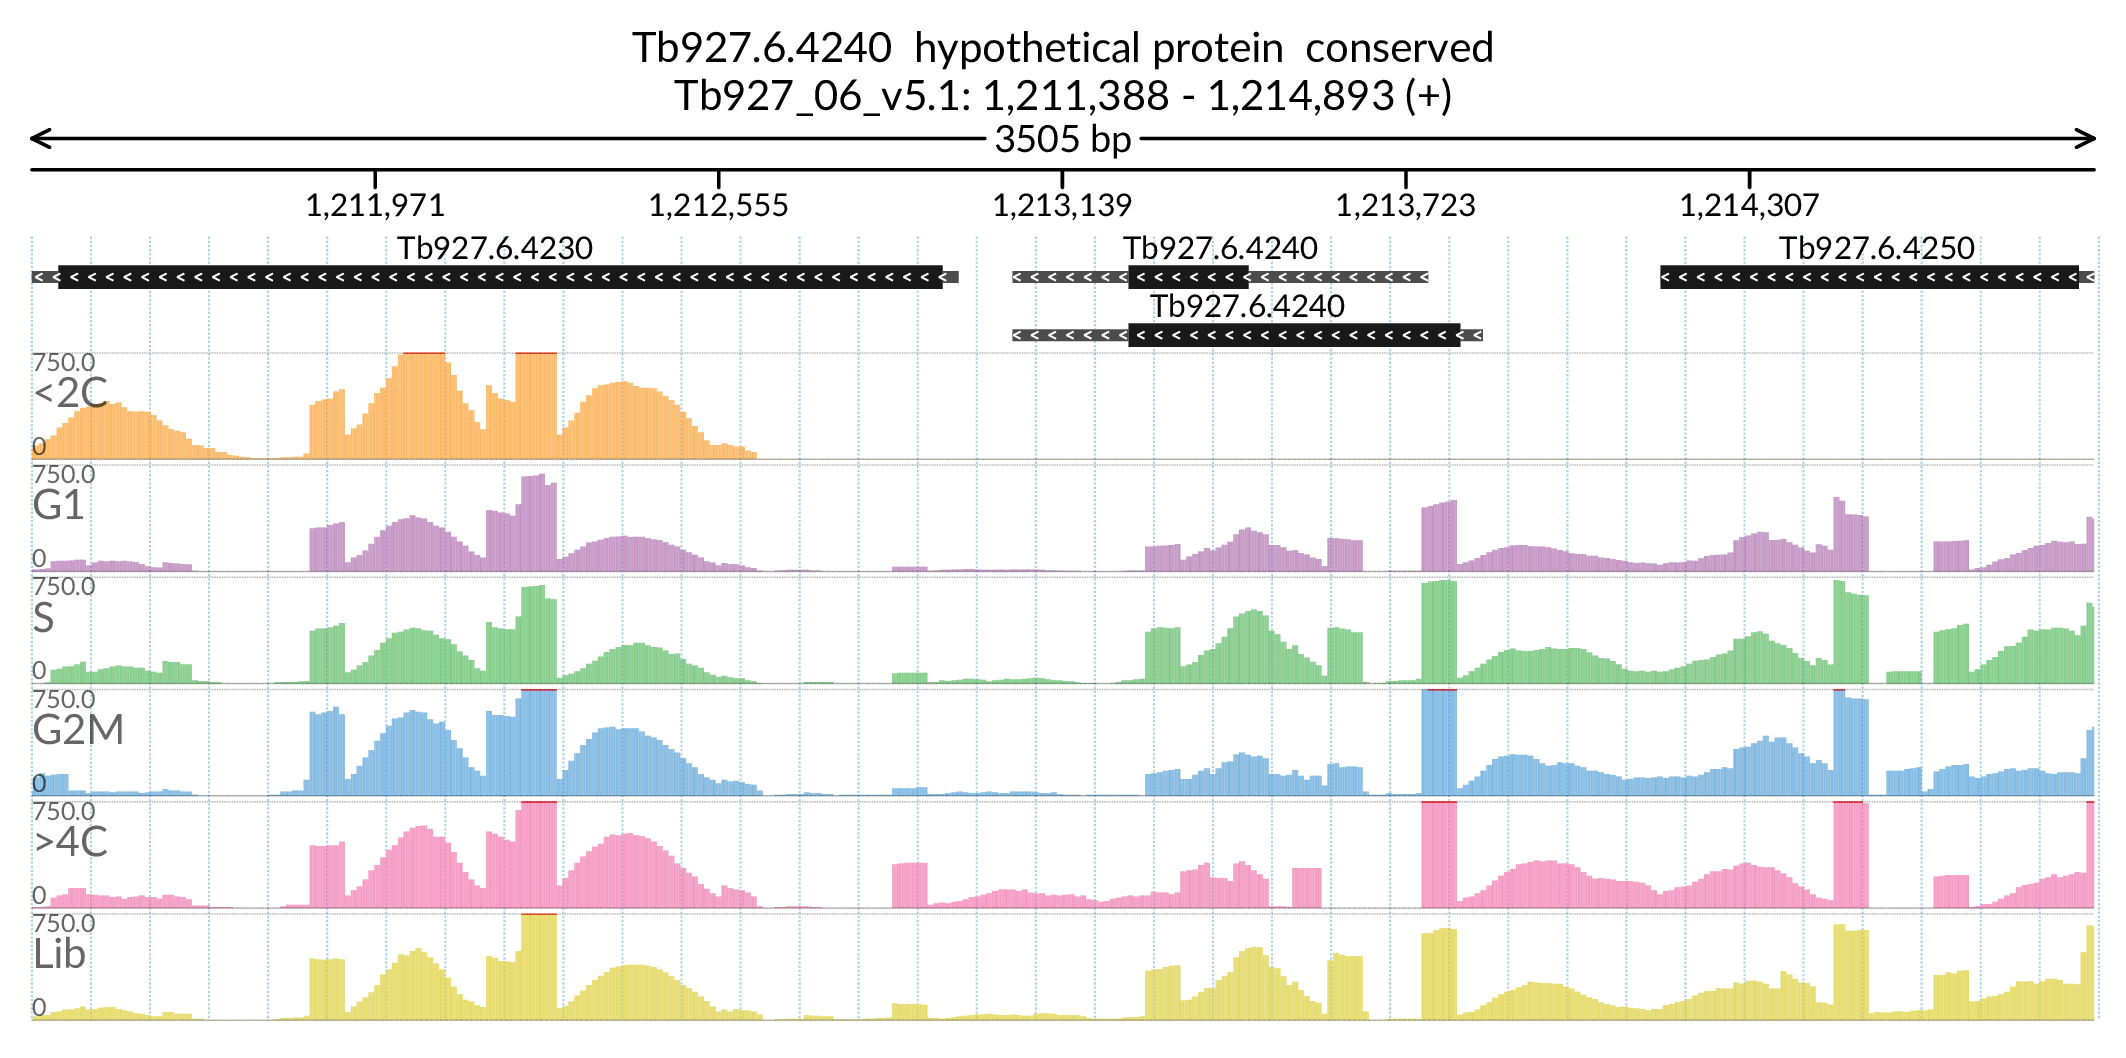 Tb927.6.4240  hypothetical protein  conserved
Tb927_06_v5.1: 1,211,388 - 1,214,893 (+)
3505 bp
1,211,971 1,212,555 1,213,139 1,213,723 1,214,307
Tb927.6.4230 Tb927.6.4240 Tb927.6.4250
Tb927.6.4240
750.0
<2C
0
750.0
G1
0
750.0
S
0
750.0
G2M
0
750.0
>4C
0
750.0
Lib
0